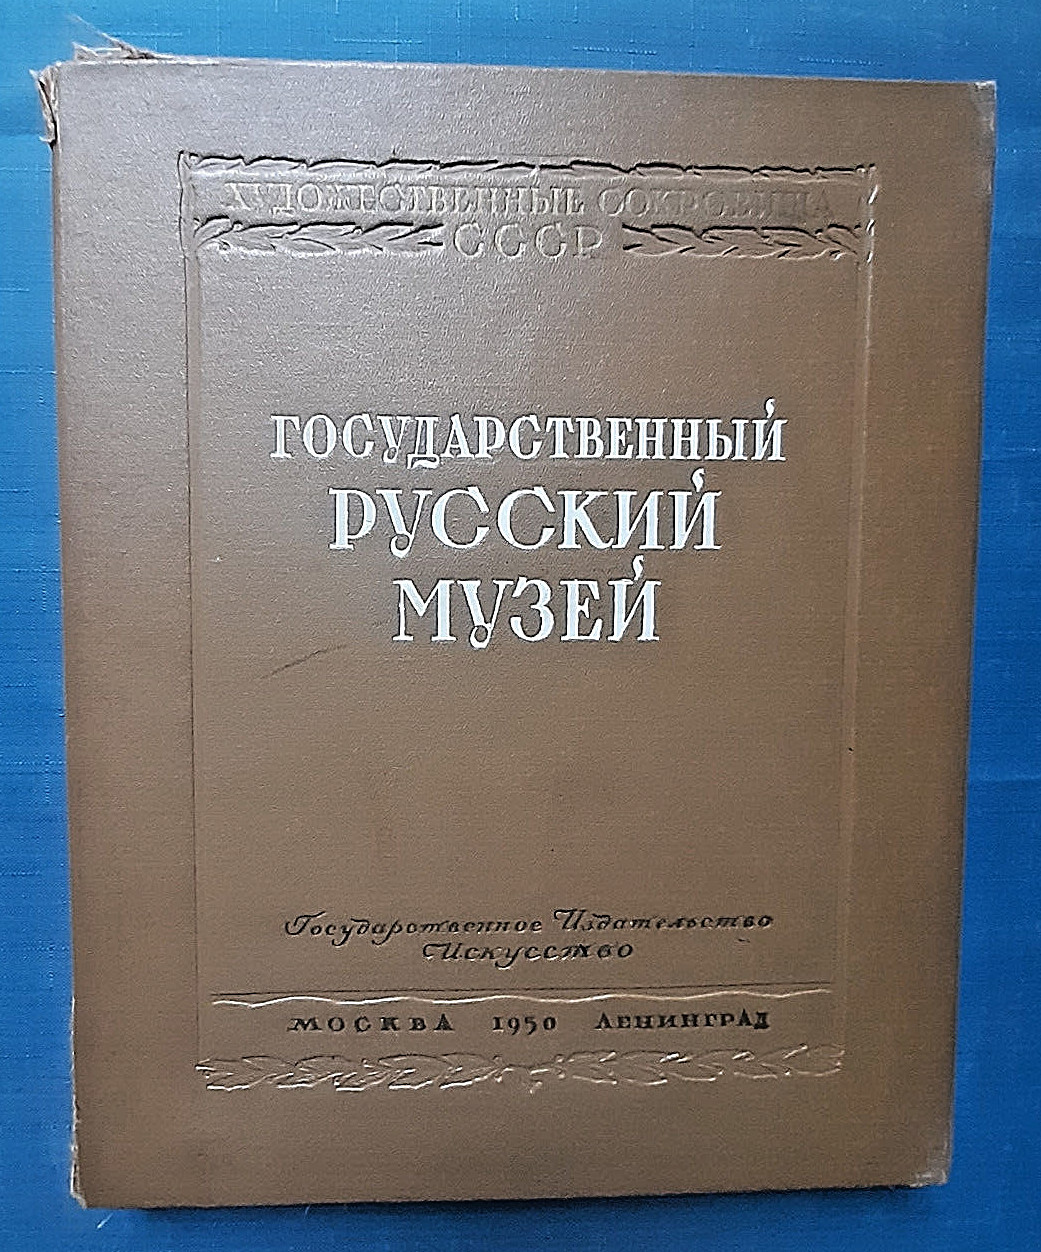 ХУДОЖЕСТВЕННЫЕ СОКРОВИЩА
СССР
ГОСУДАРСТВЕННЫЙ
РУССКИЙ
МУЗЕЙ
Государственное Издательство
Искусство
МОСКВА 1950 ЛЕНИНГРАД